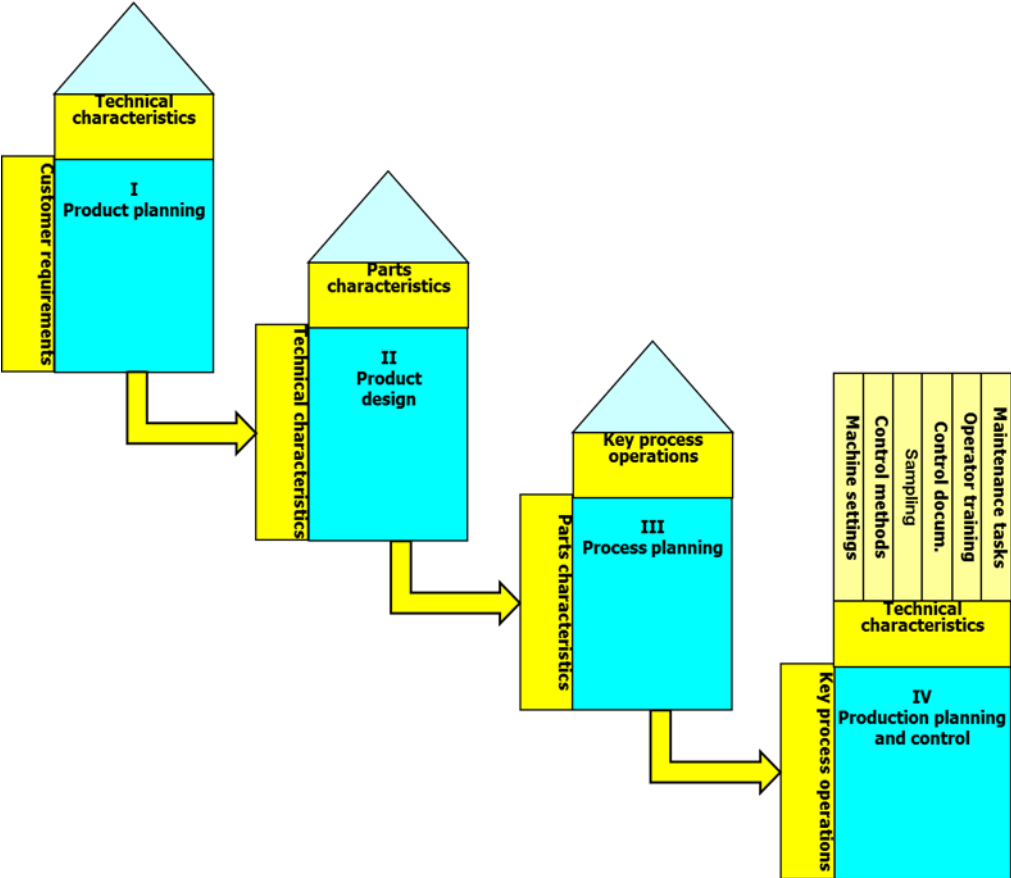 Technical
characteristics
Customer requirements
I
Product planning
Parts
characteristics
Technical characteristics
II
Product
design
Key process
operations
Parts characteristics
III
Process planning
Machine settings
Control methods
Sampling
Control docum.
Operator training
Maintenance tasks
Technical
characteristics
Key process operations
IV
Production planning
and control